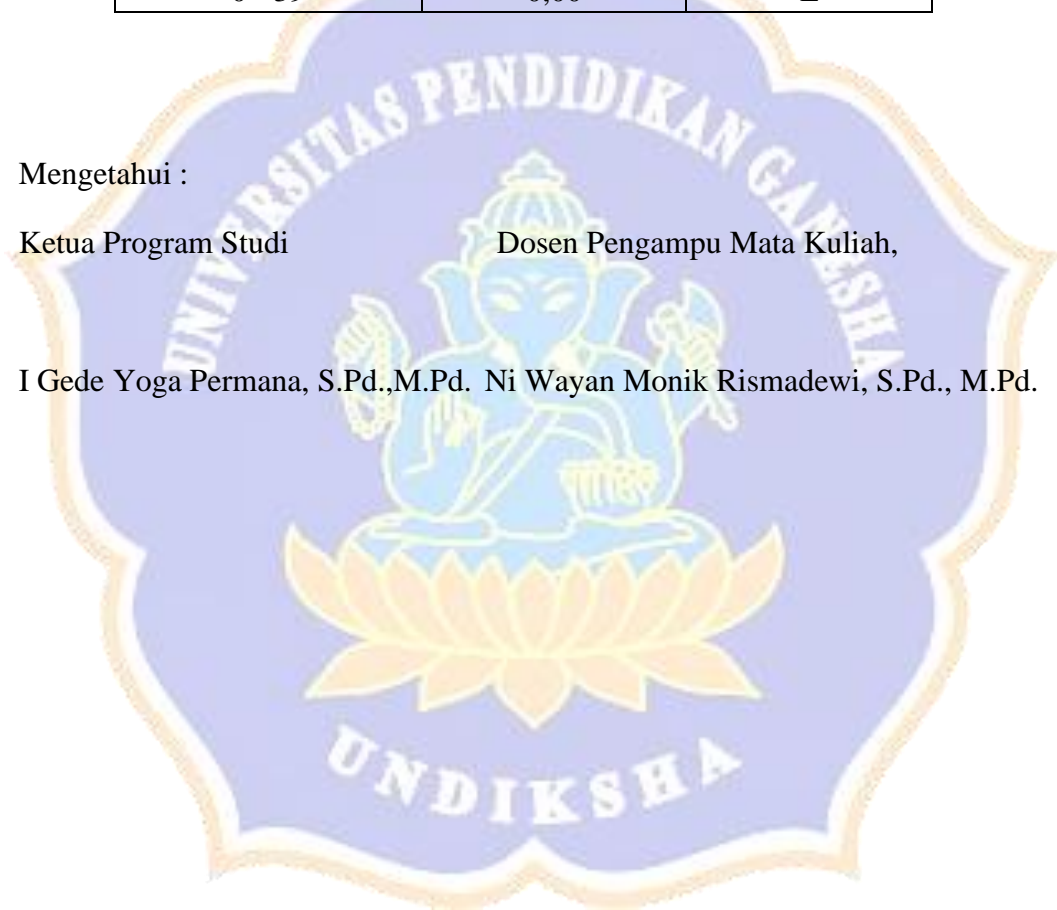 Mengetahui :
Ketua Program Studi Dosen Pengampu Mata Kuliah,
I Gede Yoga Permana, S.Pd.,M.Pd. Ni Wayan Monik Rismadewi, S.Pd., M.Pd.
UNIVERSITAS PENDIDIKAN GANESHA
UNDIKSHA